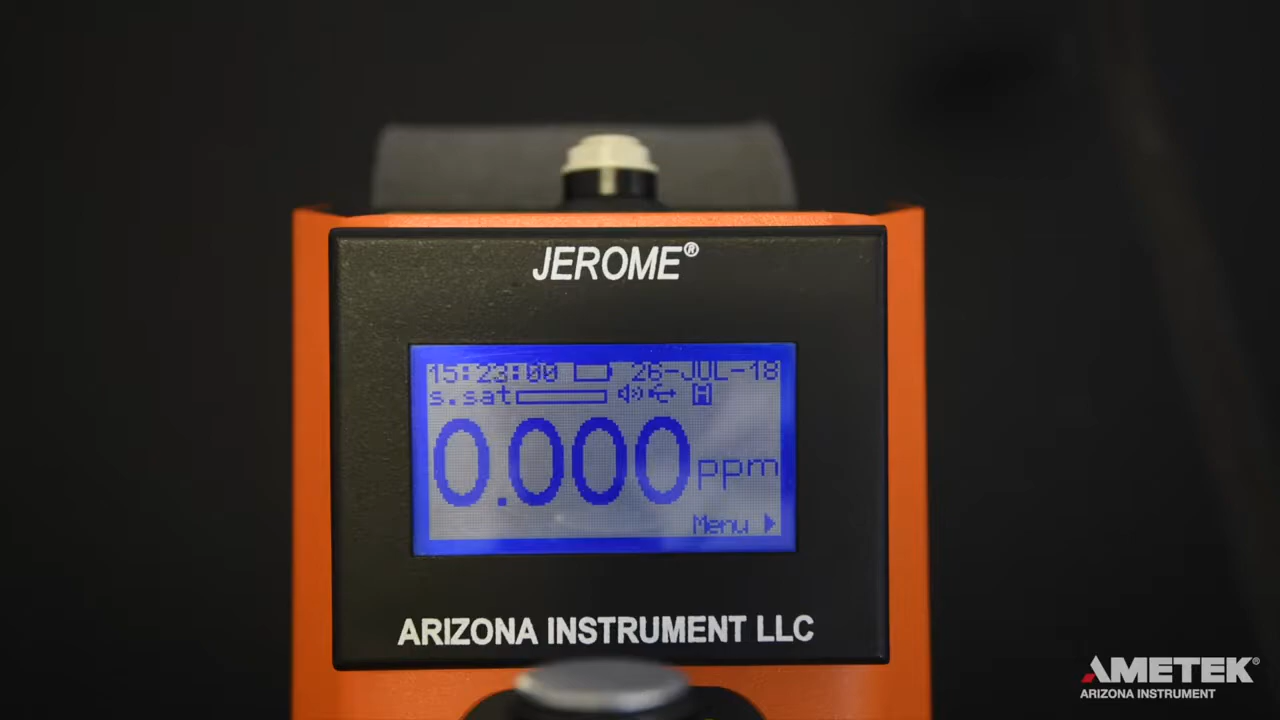 JEROME®
15:23:00 26-JUL-18
s.sat A
0.000 ppm
Menu
ARIZONA INSTRUMENT LLC
AMETEK®
ARIZONA INSTRUMENT